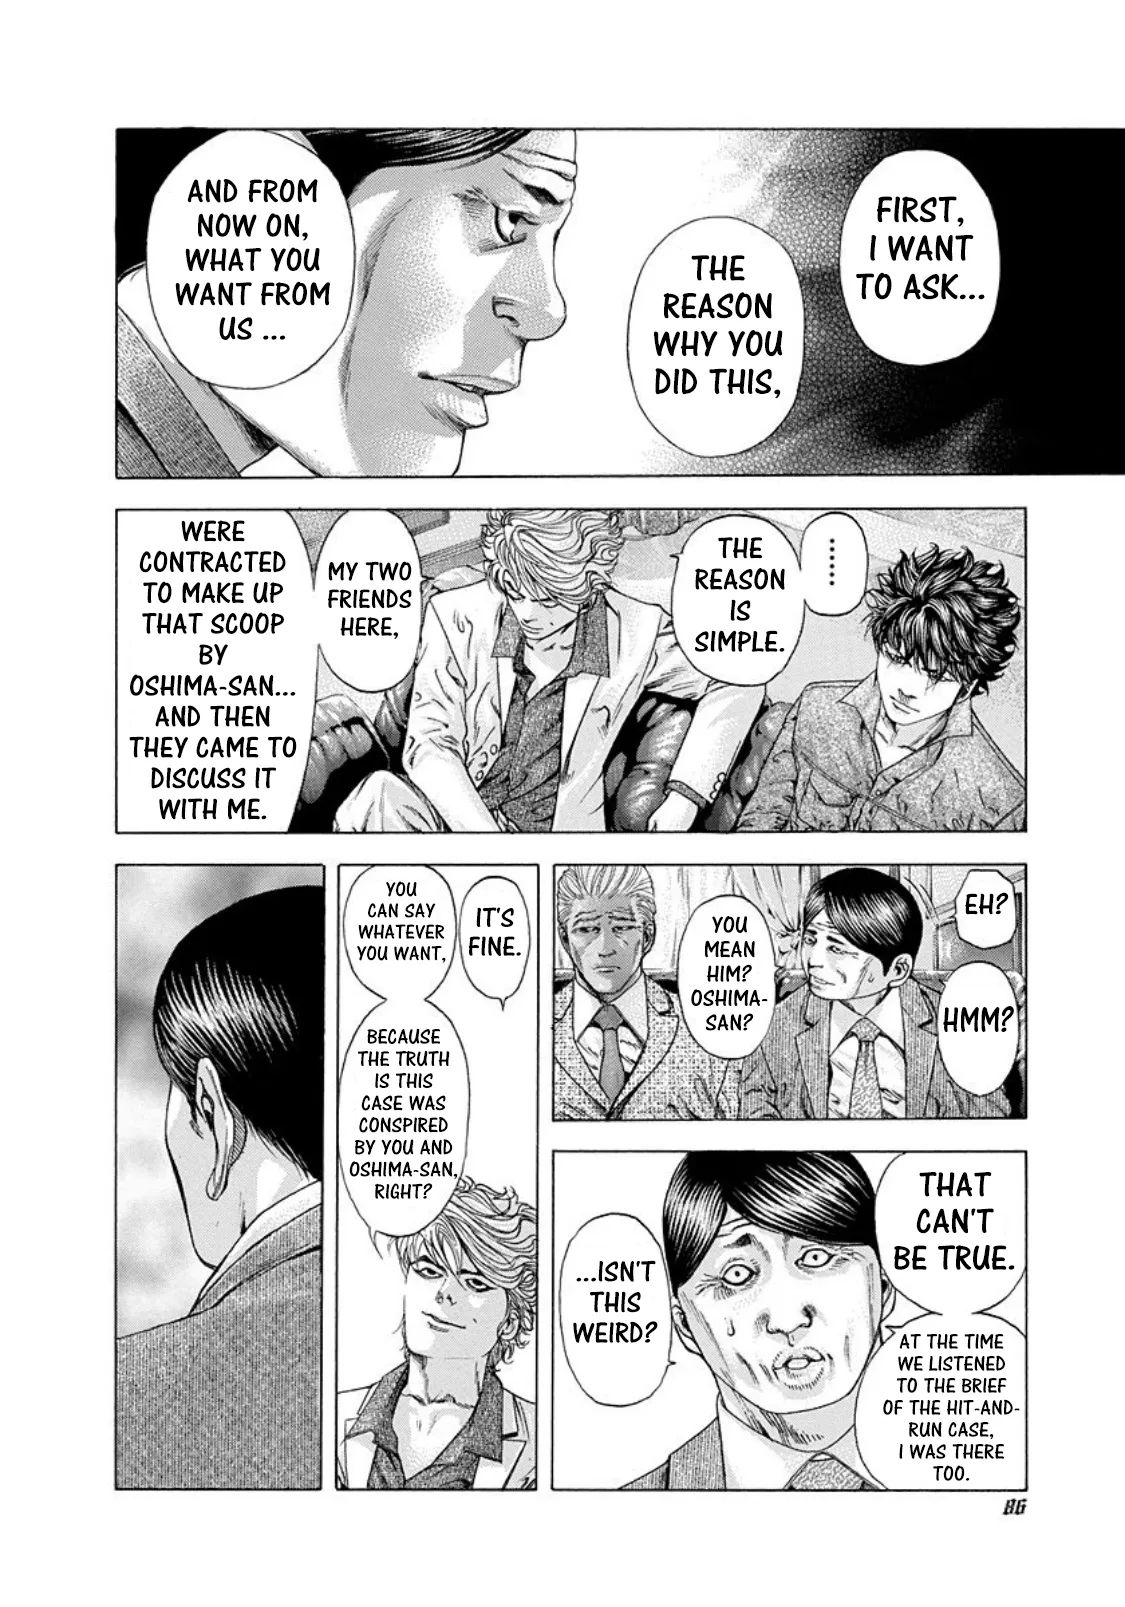 FIRST,
I WANT
TO ASK...
THE
REASON
WHY YOU
DID THIS,
AND FROM
NOW ON,
WHAT YOU
WANT FROM
US ...
......
THE
REASON
IS
SIMPLE.
MY TWO
FRIENDS
HERE,
WERE
CONTRACTED
TO MAKE UP
THAT SCOOP
BY
OSHIMA-SAN...
AND THEN
THEY CAME TO
DISCUSS IT
WITH ME.
EH?
HMM?
YOU
MEAN
HIM?
OSHIMA-
SAN?
THAT
CAN'T
BE TRUE.
AT THE TIME
WE LISTENED
TO THE BRIEF
OF THE HIT-AND-
RUN CASE,
I WAS THERE
TOO.
...ISN'T
THIS
WEIRD?
IT'S
FINE.
YOU
CAN SAY
WHATEVER
YOU WANT,
BECAUSE
THE TRUTH
IS THIS
CASE WAS
CONSPIRED
BY YOU AND
OSHIMA-SAN,
RIGHT?
86